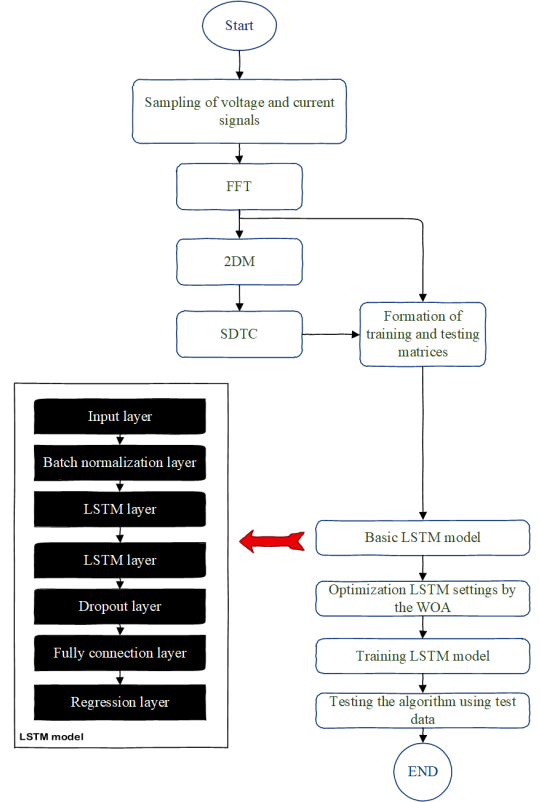 Start
Sampling of voltage and current
signals
FFT
2DM
SDTC
Formation of
training and testing
matrices
Input layer
Batch normalization layer
LSTM layer
LSTM layer
Dropout layer
Fully connection layer
Regression layer
LSTM model
Basic LSTM model
Optimization LSTM settings by
the WOA
Training LSTM model
Testing the algorithm using test
data
END